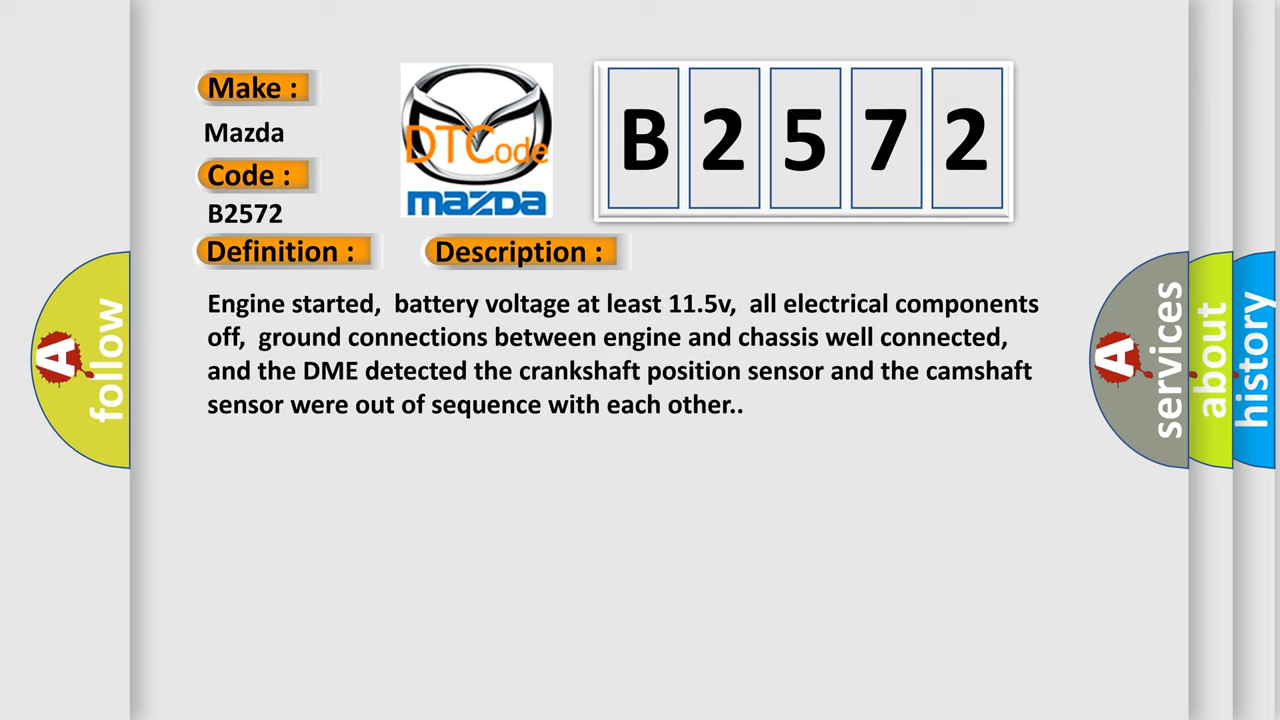 Make :
Mazda
Code :
B2572
DTCode
mazda
B 2 5 7 2
Definition :
Description :
Engine started,  battery voltage at least 11.5v,  all electrical components
off,  ground connections between engine and chassis well connected,
and the DME detected the crankshaft position sensor and the camshaft
sensor were out of sequence with each other..
A follow
A services
about
history